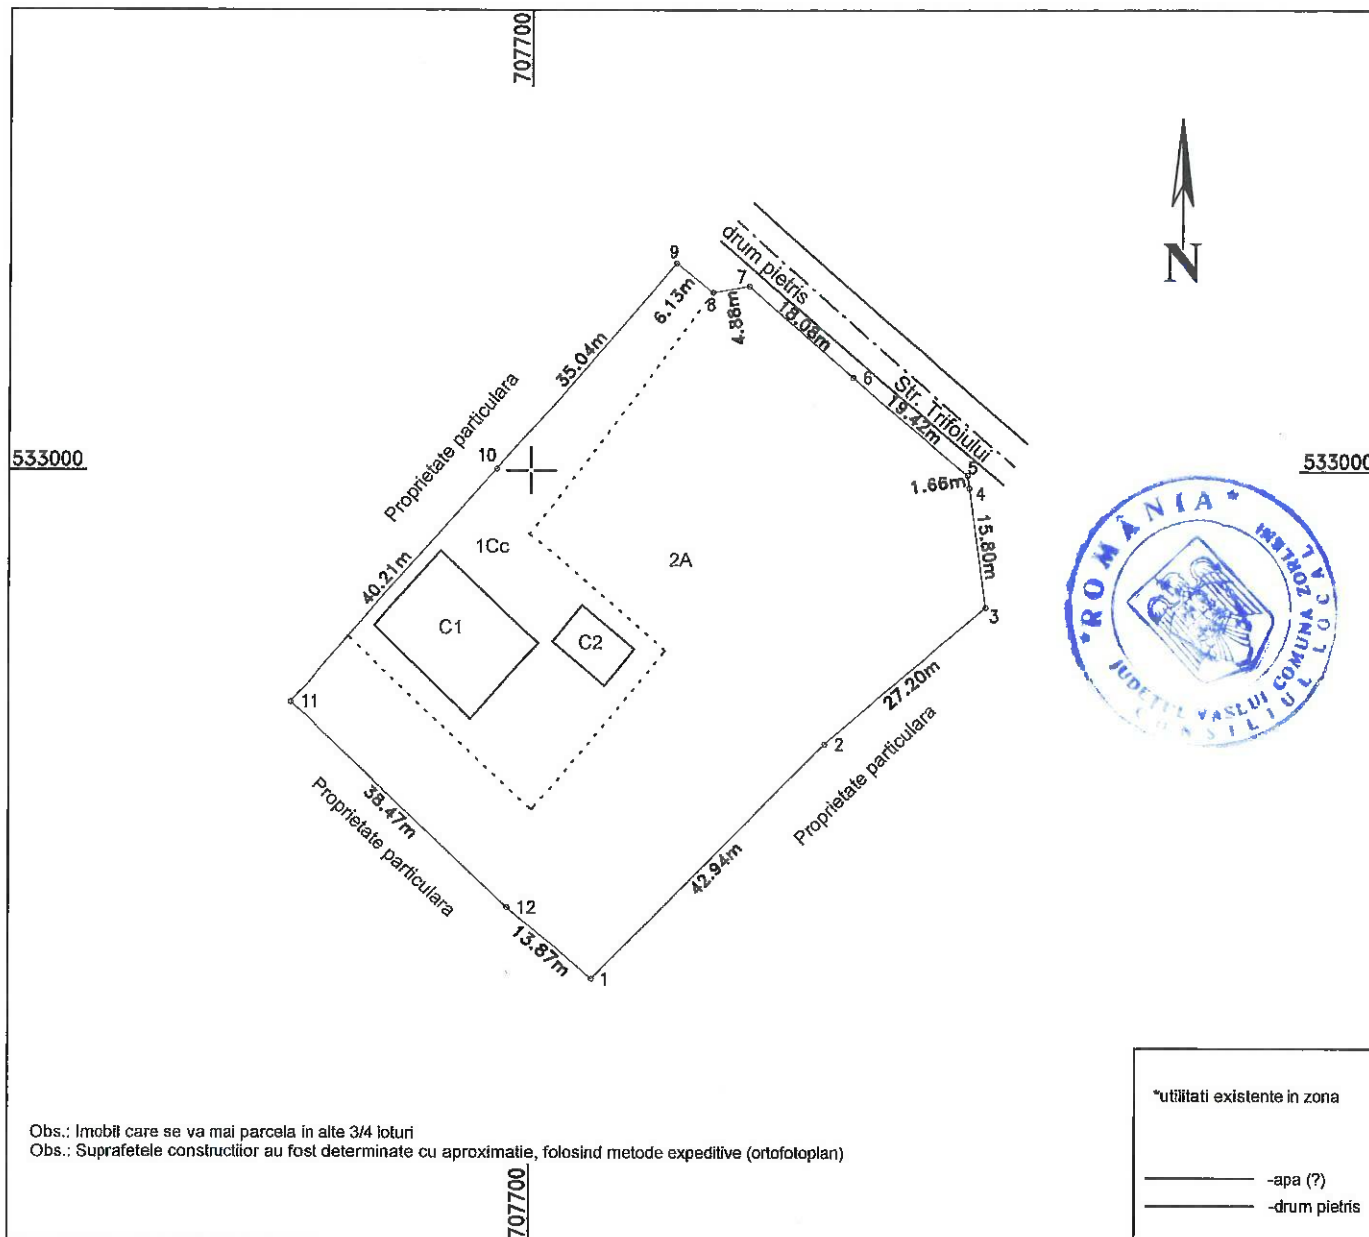 707700
N
drum pietris
Str. Trifoiului
9
8
7
6
5
4
3
2
1
12
11
10
6.13m
4.88m
18.08m
19.42m
1.66m
15.80m
27.20m
42.94m
13.87m
38.47m
40.21m
35.04m
Proprietate particulara
Proprietate particulara
Proprietate particulara
533000
533000
1Cc
2A
C1
C2
*ROMÂNIA*
JUDEŢUL VASLUI COMUNA ZORLENI
CONSILIUL LOCAL
*utilitati existente in zona
-apa (?)
-drum pietris
Obs.: Imobil care se va mai parcela in alte 3/4 loturi
Obs.: Suprafetele constructiior au fost determinate cu aproximatie, folosind metode expeditive (ortofotoplan)
707700